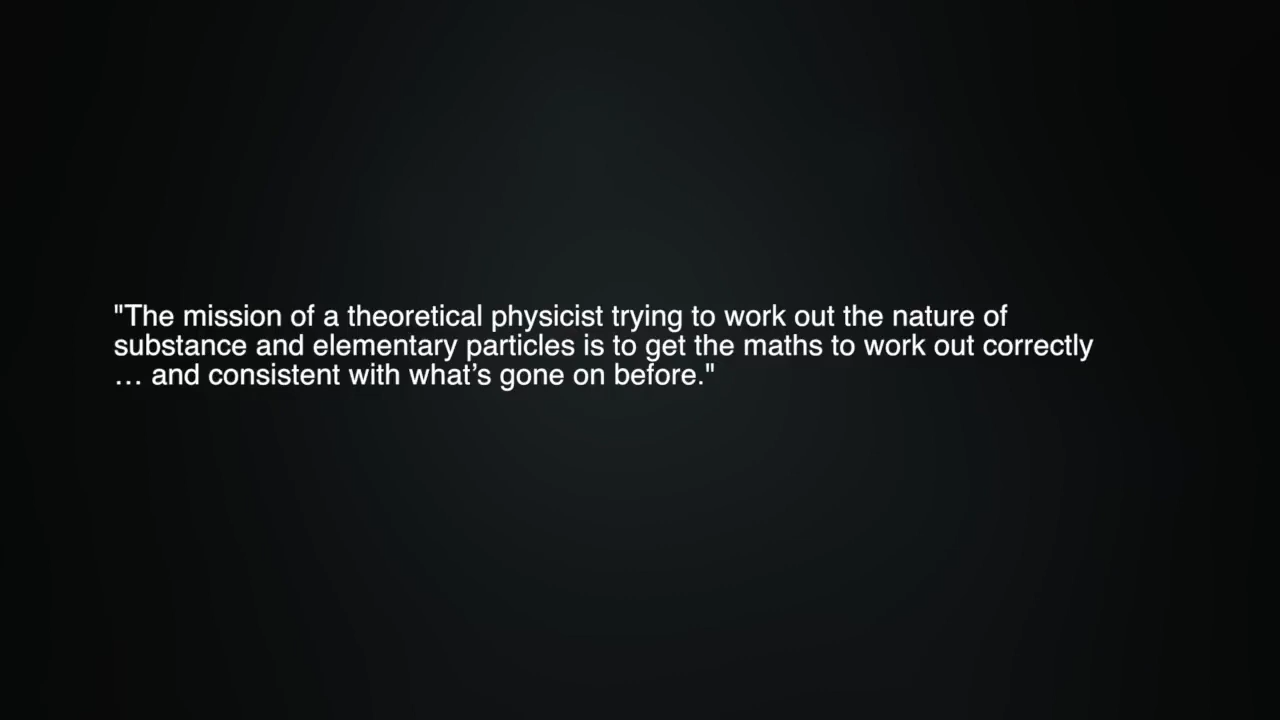 "The mission of a theoretical physicist trying to work out the nature of
substance and elementary particles is to get the maths to work out correctly
… and consistent with what’s gone on before."